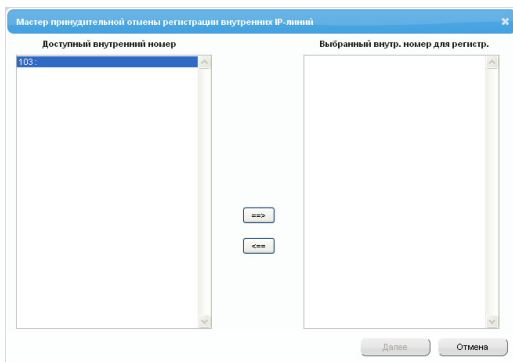 Мастер принудительной отмены регистрации внутренних IP-линий
Доступный внутренний номер
Выбранный внутр. номер для регистр.
103 :
==>
<==
Далее
Отмена